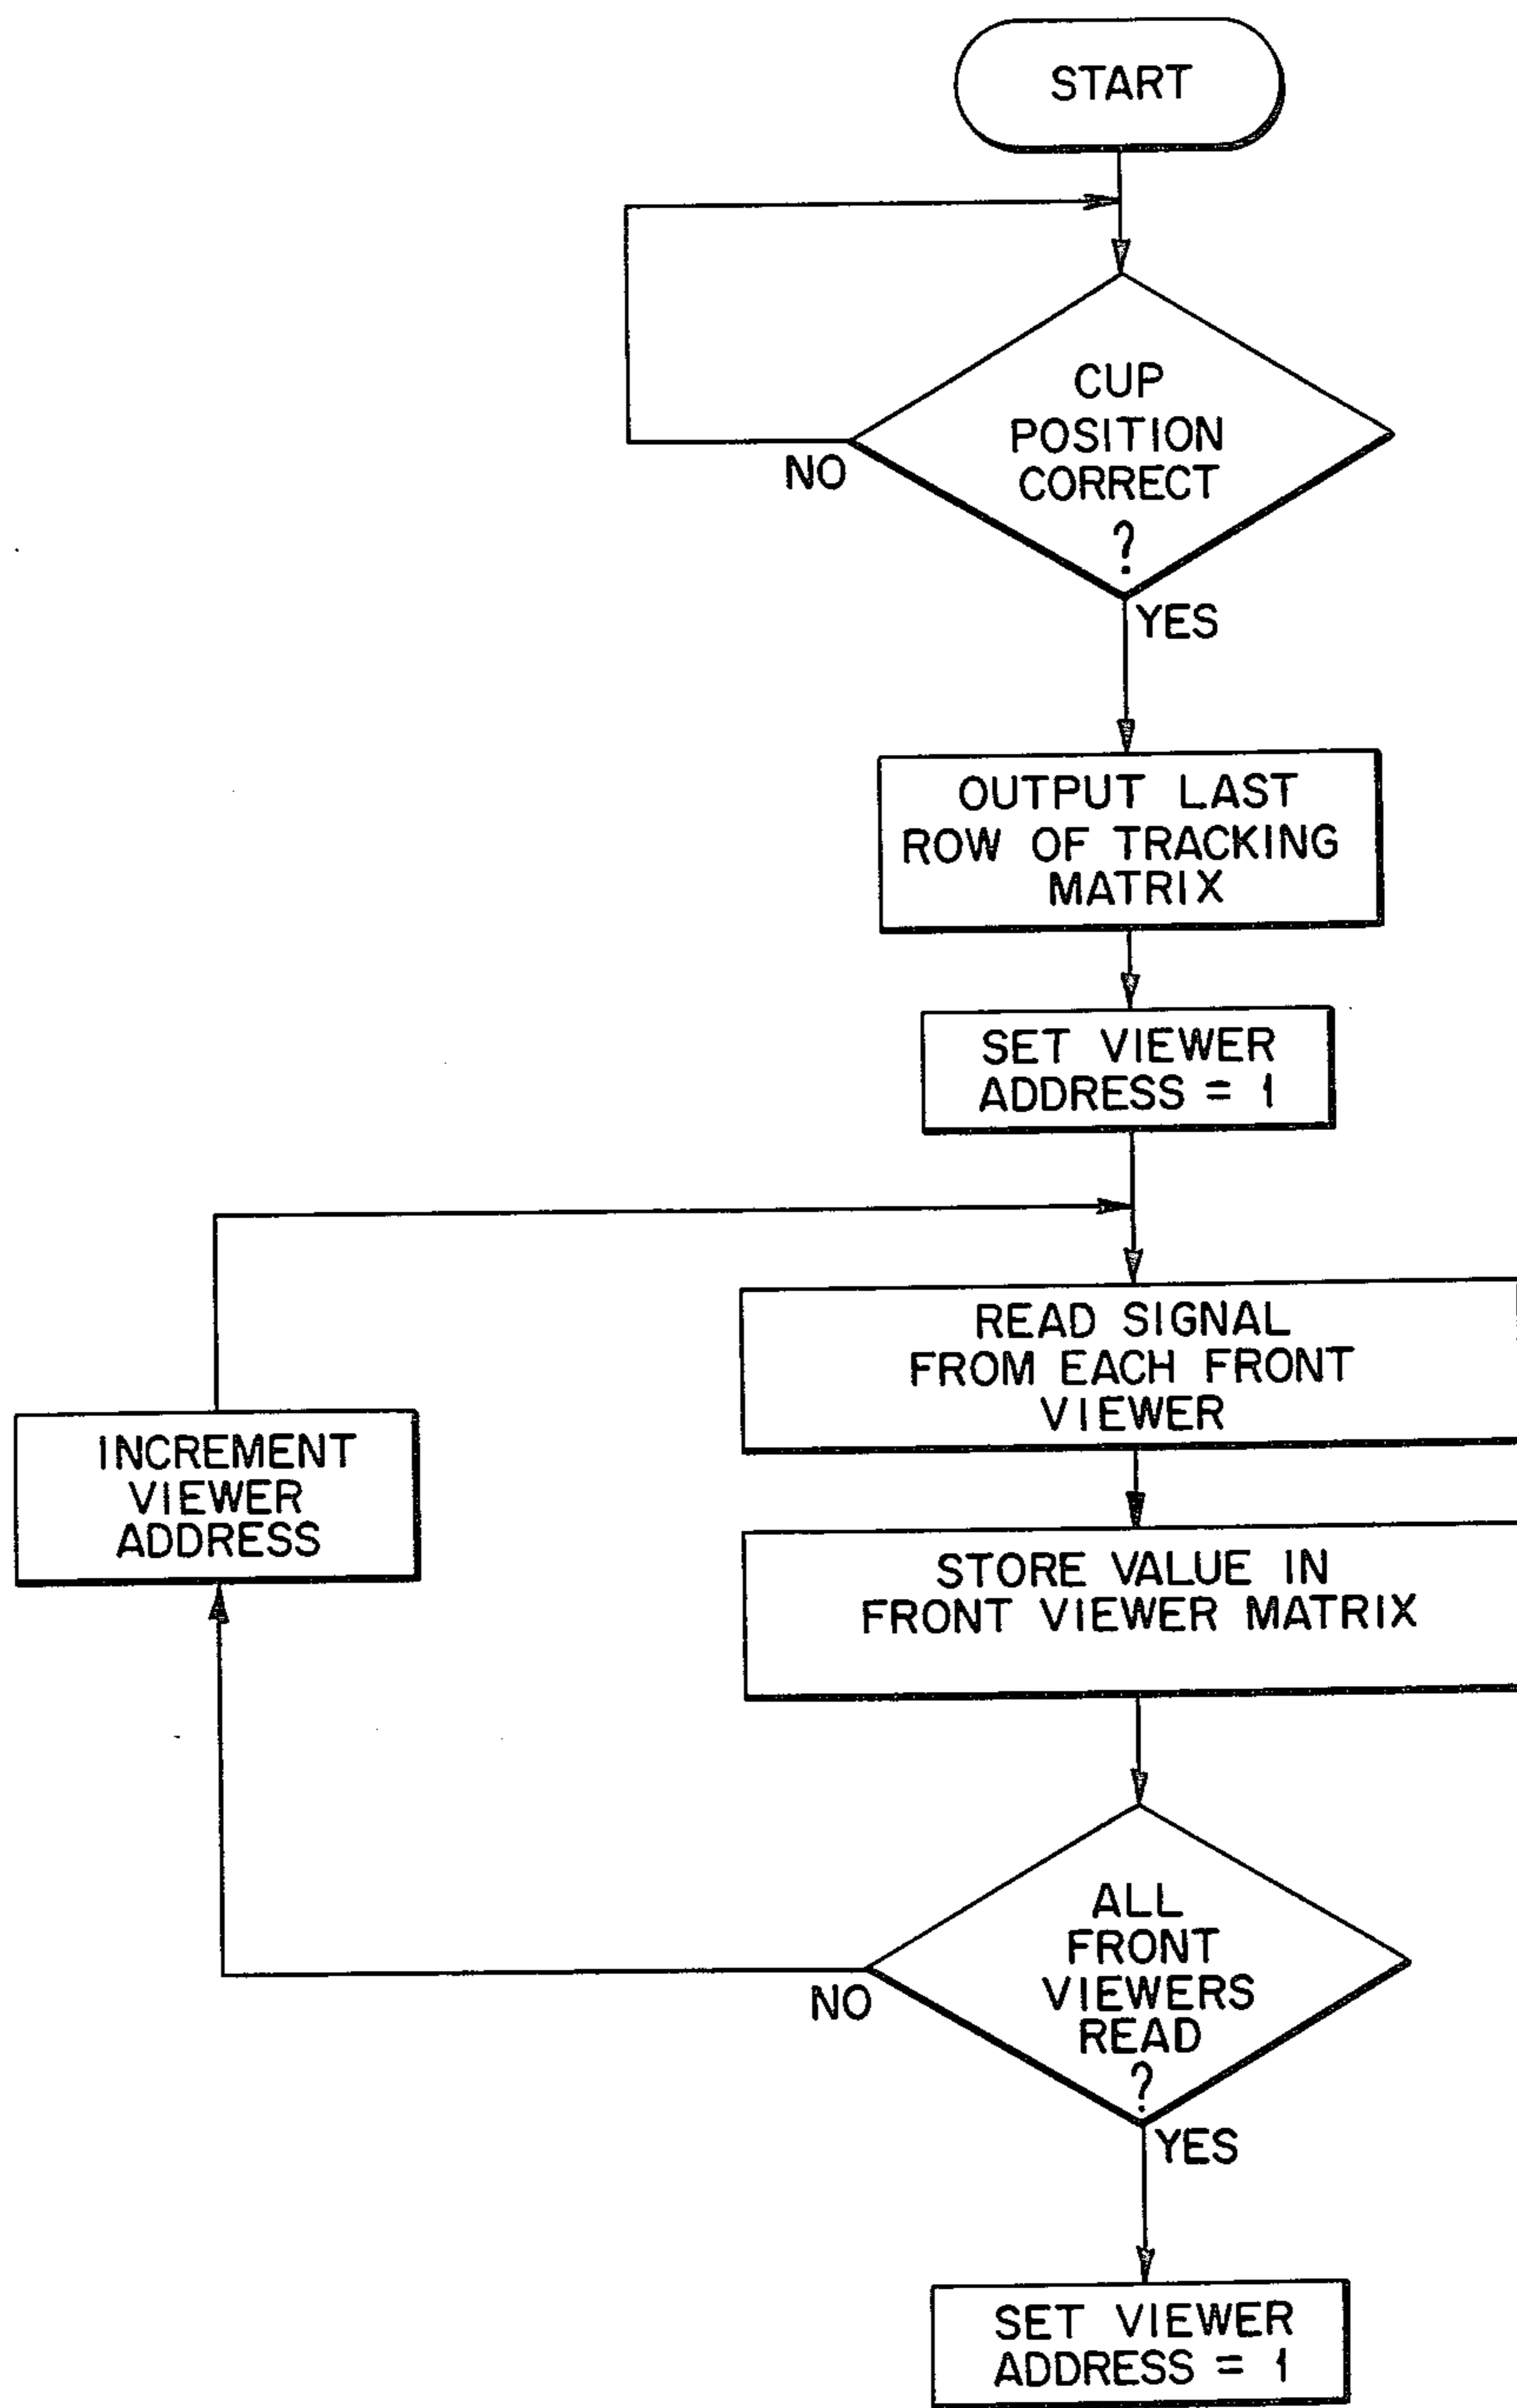 START
CUP
POSITION
CORRECT
?
NO
YES
OUTPUT LAST
ROW OF TRACKING
MATRIX
SET VIEWER
ADDRESS = 1
READ SIGNAL
FROM EACH FRONT
VIEWER
INCREMENT
VIEWER
ADDRESS
STORE VALUE IN
FRONT VIEWER MATRIX
ALL
FRONT
VIEWERS
READ
?
NO
YES
SET VIEWER
ADDRESS = 1